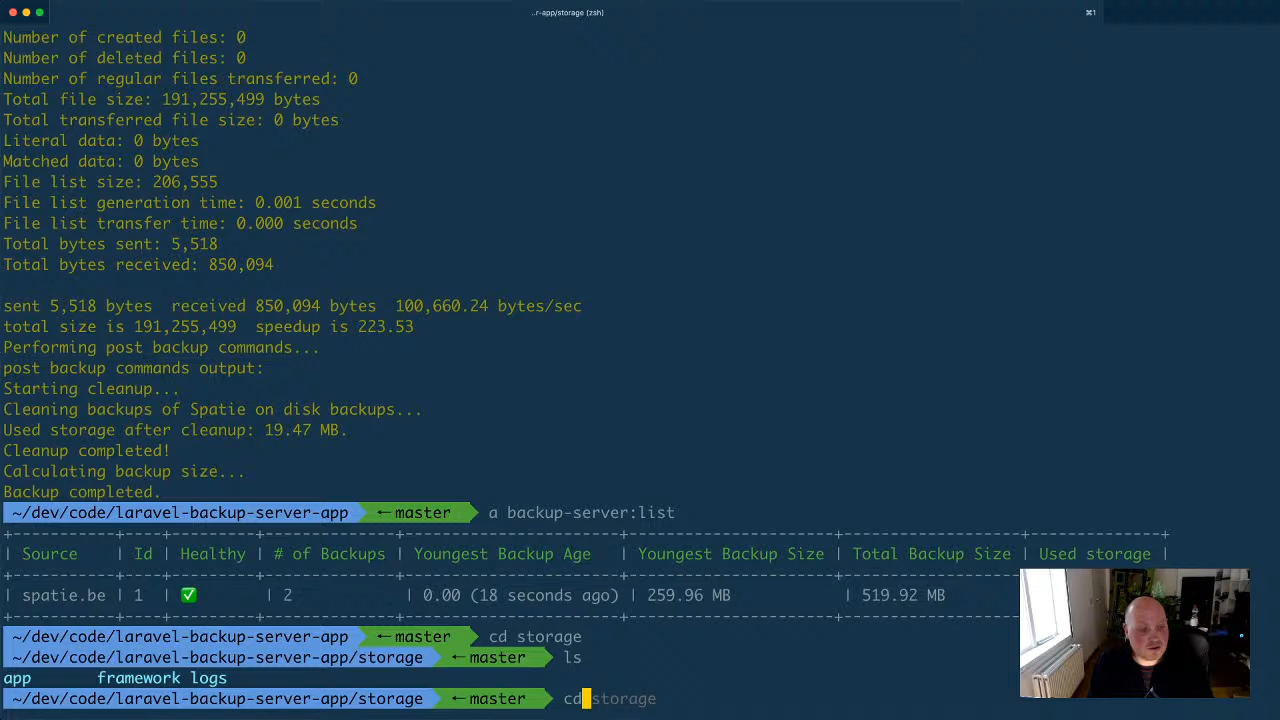 ..r-app/storage (zsh)
⌘1
Number of created files: 0
Number of deleted files: 0
Number of regular files transferred: 0
Total file size: 191,255,499 bytes
Total transferred file size: 0 bytes
Literal data: 0 bytes
Matched data: 0 bytes
File list size: 206,555
File list generation time: 0.001 seconds
File list transfer time: 0.000 seconds
Total bytes sent: 5,518
Total bytes received: 850,094
sent 5,518 bytes  received 850,094 bytes  100,660.24 bytes/sec
total size is 191,255,499  speedup is 223.53
Performing post backup commands...
post backup commands output:
Starting cleanup...
Cleaning backups of Spatie on disk backups...
Used storage after cleanup: 19.47 MB.
Cleanup completed!
Calculating backup size...
Backup completed.
~/dev/code/laravel-backup-server-app ← master a backup-server:list
| Source | Id | Healthy | # of Backups | Youngest Backup Age | Youngest Backup Size | Total Backup Size | Used storage |
| spatie.be | 1 | ✅ | 2 | 0.00 (18 seconds ago) | 259.96 MB | 519.92 MB
~/dev/code/laravel-backup-server-app ← master cd storage
~/dev/code/laravel-backup-server-app/storage ← master ls
app framework logs
~/dev/code/laravel-backup-server-app/storage ← master cd storage